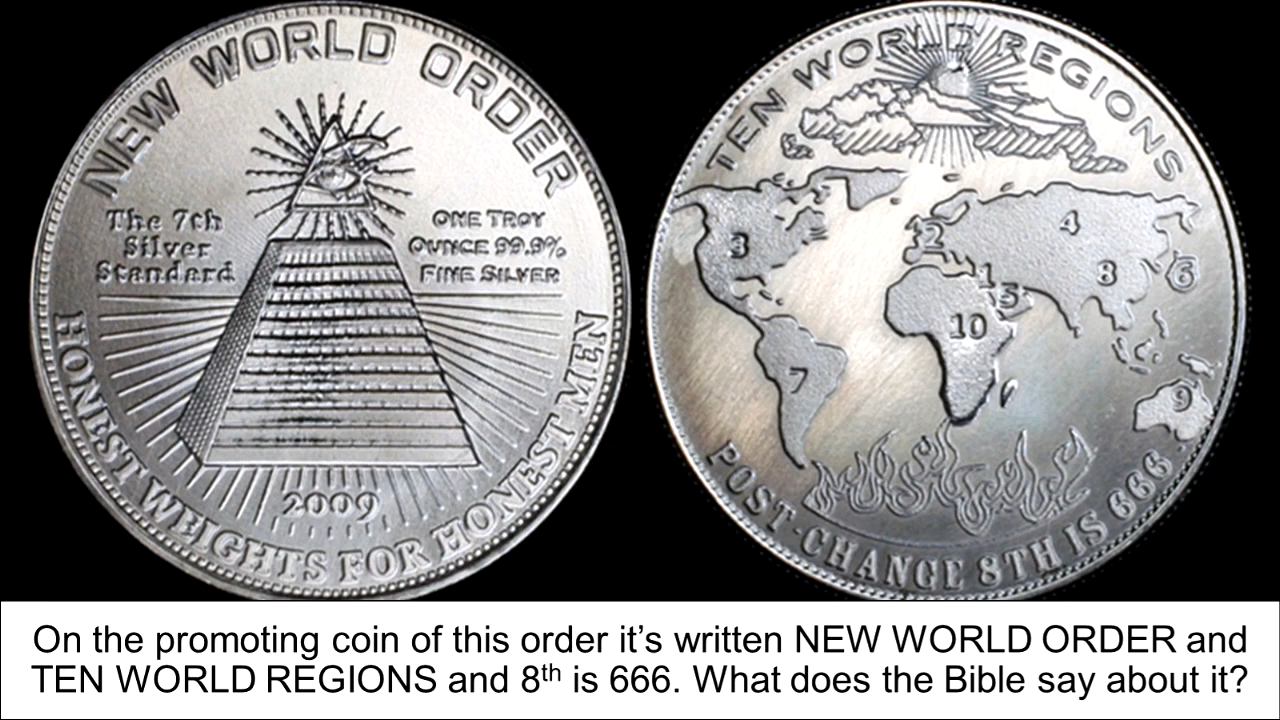 NEW WORLD ORDER
The 7th
Silver
Standard
ONE TROY
OUNCE 99.9%
FINE SILVER
2009
HONEST WEIGHTS FOR HONEST MEN
TEN WORLD REGIONS
3
2
4
1
5
8
6
10
7
9
POST-CHANGE 8TH IS 666
On the promoting coin of this order it’s written NEW WORLD ORDER and
TEN WORLD REGIONS and 8th is 666. What does the Bible say about it?